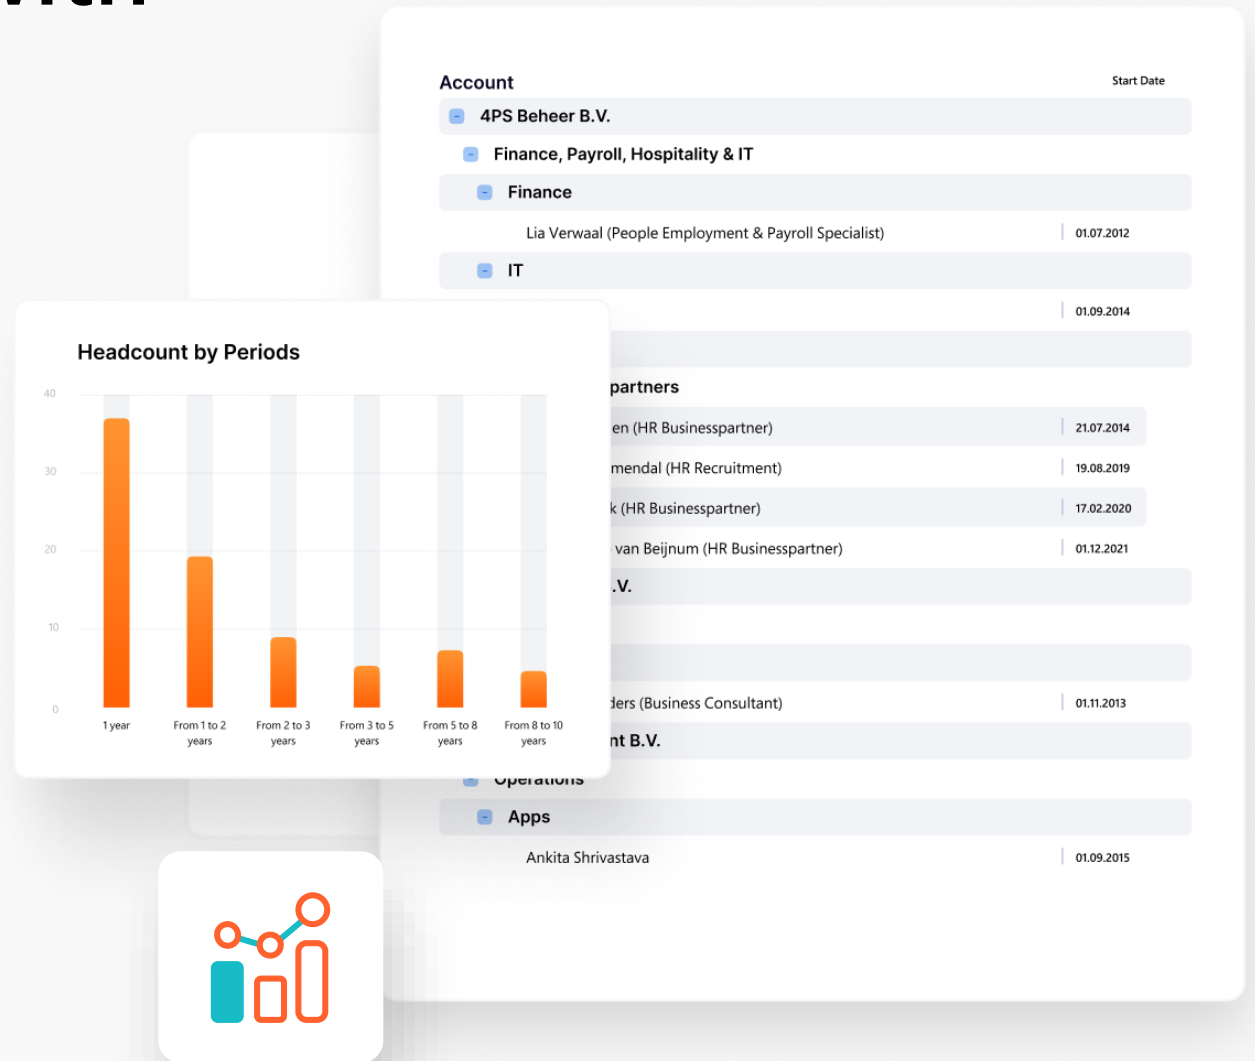 Account
Start Date
4PS Beheer B.V.
Finance, Payroll, Hospitality & IT
Finance
Lia Verwaal (People Employment & Payroll Specialist)
01.07.2012
IT
01.09.2014
partners
en (HR Businesspartner)
21.07.2014
mendal (HR Recruitment)
19.08.2019
k (HR Businesspartner)
17.02.2020
van Beijnum (HR Businesspartner)
01.12.2021
.V.
ders (Business Consultant)
01.11.2013
nt B.V.
Operations
Apps
Ankita Shrivastava
01.09.2015
Headcount by Periods
40
30
20
10
0
1 year
From 1 to 2
years
From 2 to 3
years
From 3 to 5
years
From 5 to 8
years
From 8 to 10
years